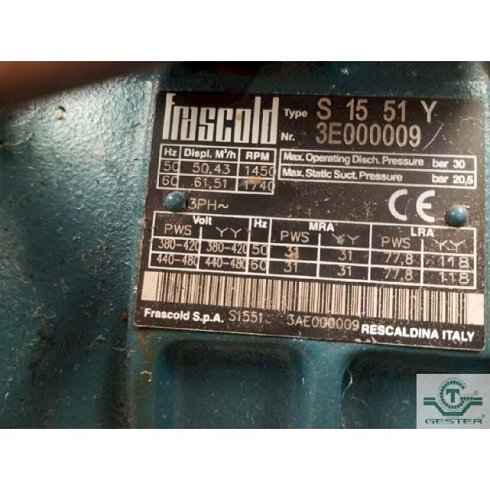 frascold Type S 15 51 Y
Nr. 3E000009
Hz Displ. M³/h RPM
50 50,43 1450
60 61,51 1740
Max. Operating Disch. Pressure bar 30
Max. Static Suct. Pressure bar 20,5
3PH~
CE
Volt Hz MRA LRA
PWS YY PWS YY PWS YY
380-420 380-420 50 31 31 77,8 118
440-480 440-480 60 31 31 77,8 118
Frascold S.p.A. S1551 3AE000009 RESCALDINA ITALY
GESTER